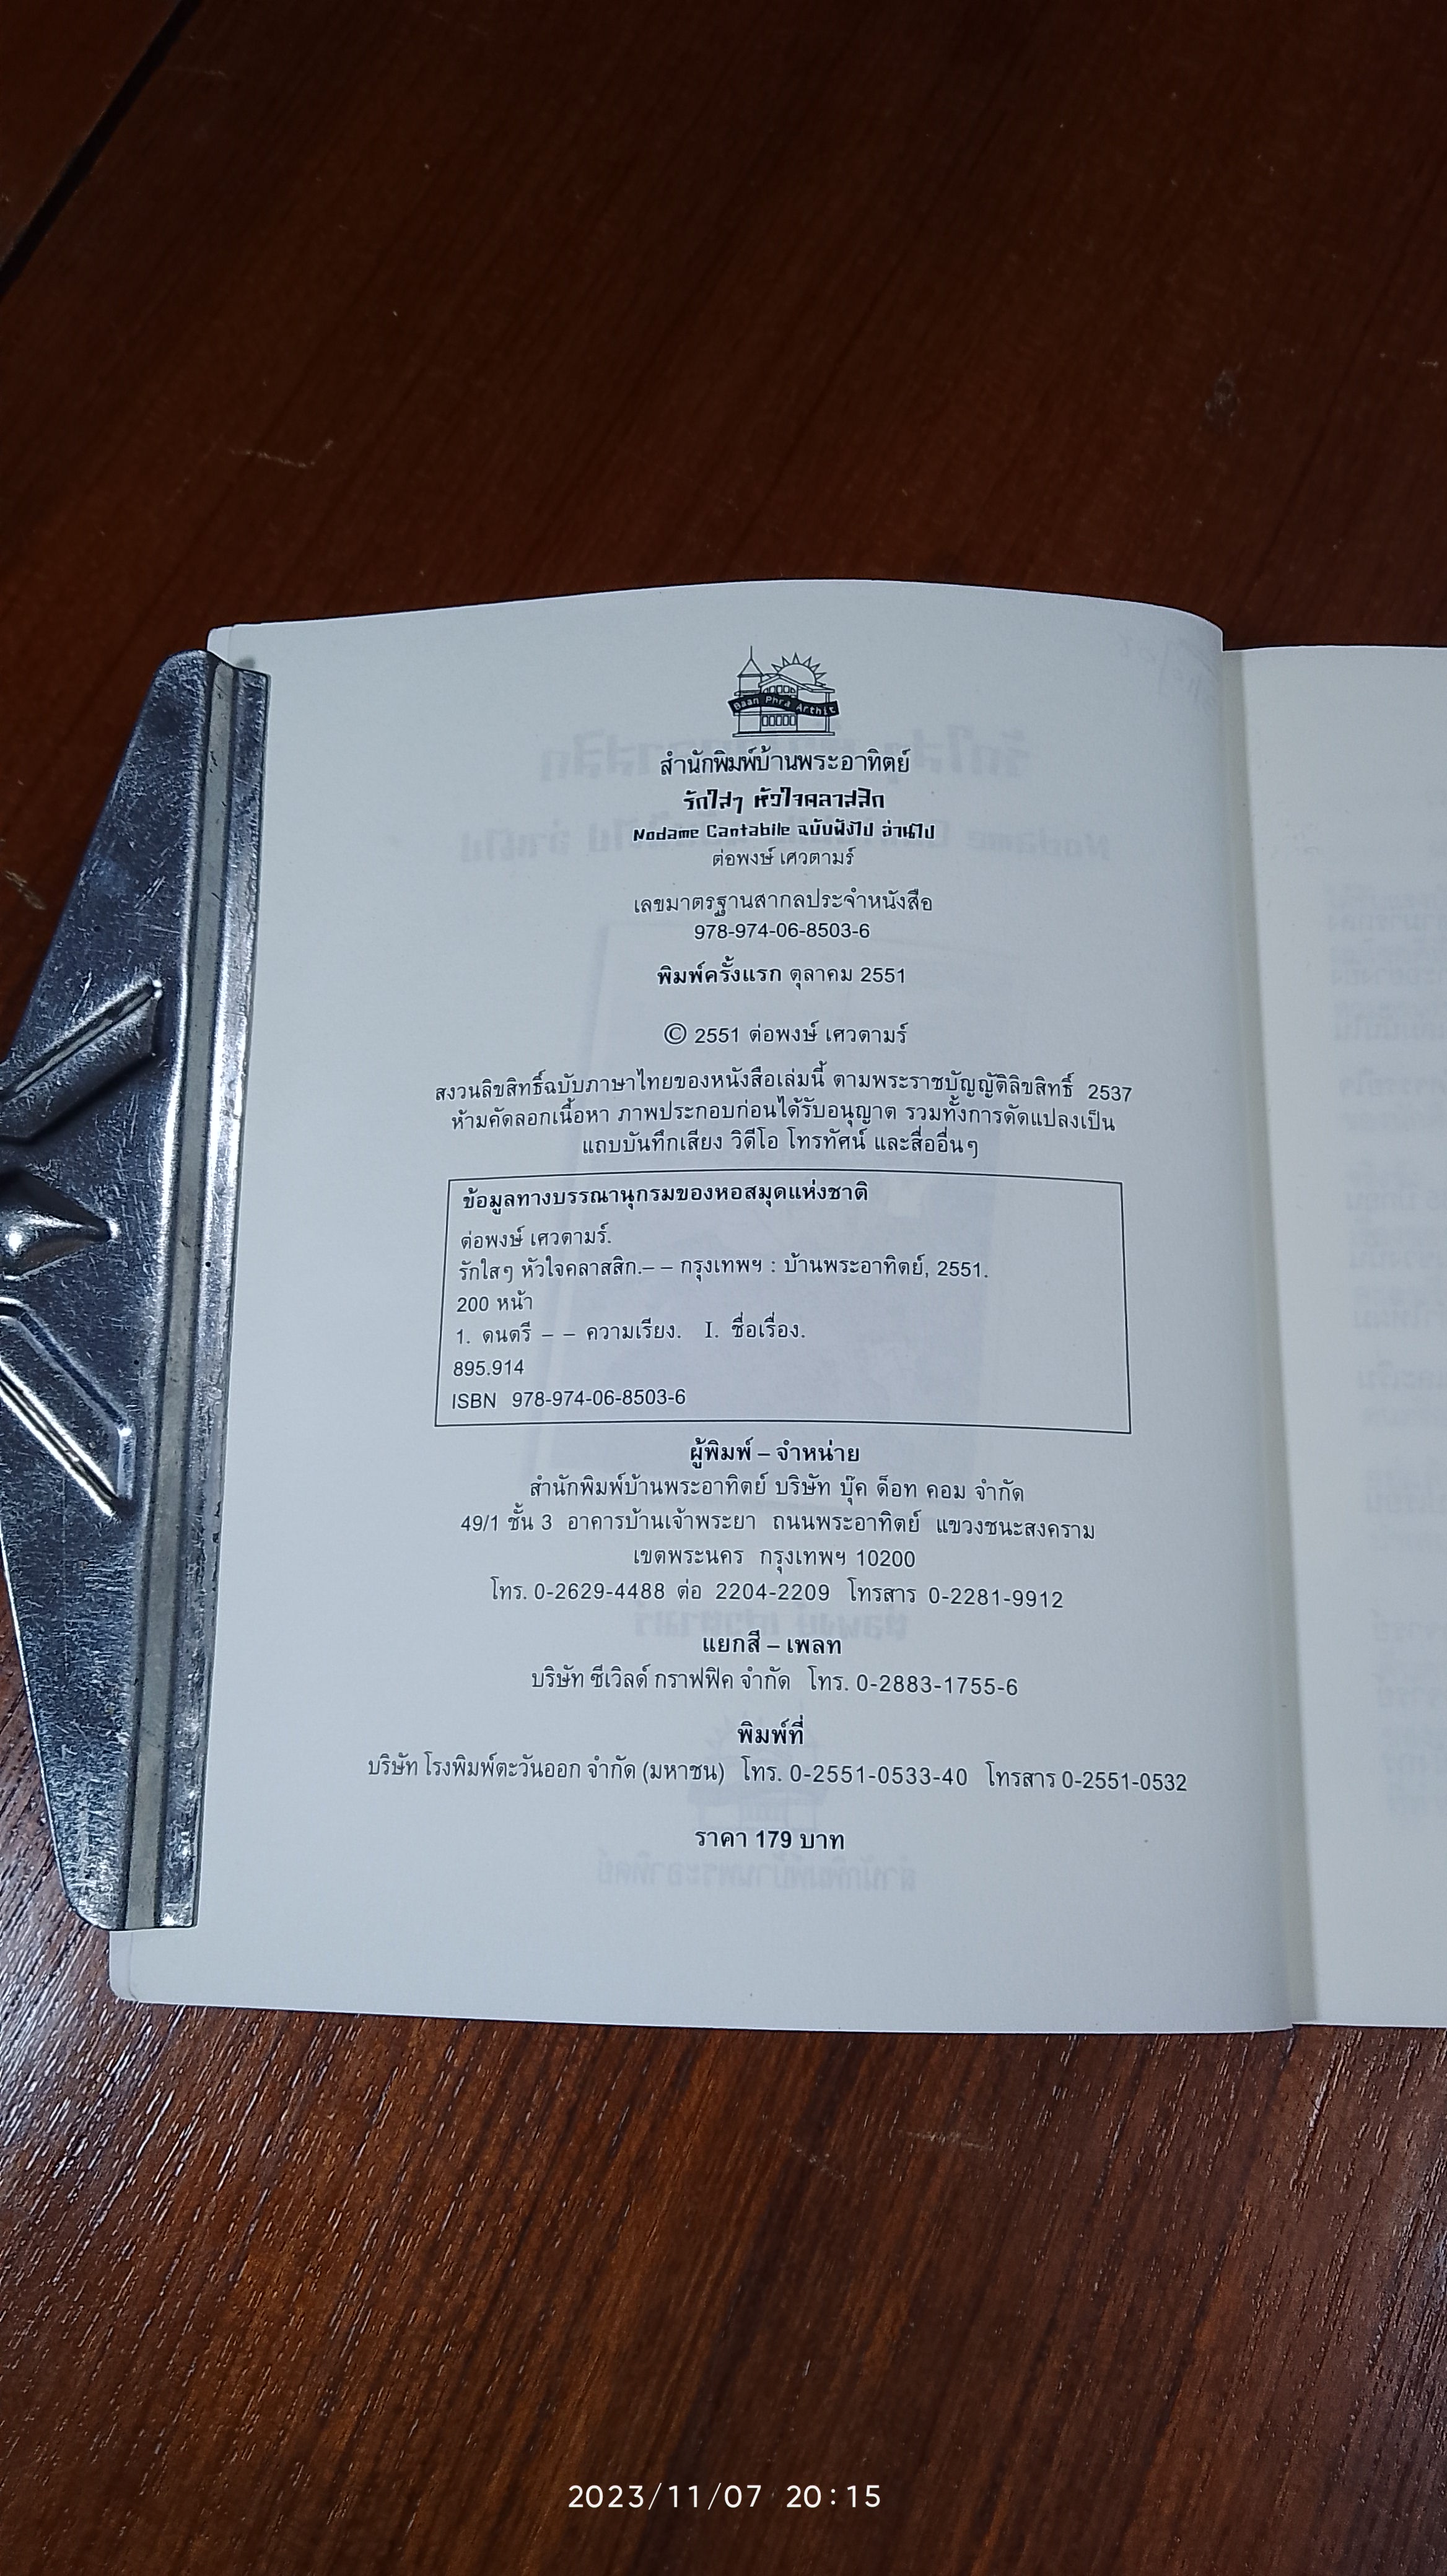 Baan Phra Arthit
สำนักพิมพ์บ้านพระอาทิตย์
รักใสๆ หัวใจคลาสสิก
Nodame Cantabile ฉบับฟังไป อ่านไป
ต่อพงษ์ เศวตามร์
เลขมาตรฐานสากลประจำหนังสือ
978-974-06-8503-6
พิมพ์ครั้งแรก ตุลาคม 2551
© 2551 ต่อพงษ์ เศวตามร์
สงวนลิขสิทธิ์ฉบับภาษาไทยของหนังสือเล่มนี้ ตามพระราชบัญญัติลิขสิทธิ์ 2537
ห้ามคัดลอกเนื้อหา ภาพประกอบก่อนได้รับอนุญาต รวมทั้งการดัดแปลงเป็น
แถบบันทึกเสียง วิดีโอ โทรทัศน์ และสื่ออื่นๆ
ข้อมูลทางบรรณานุกรมของหอสมุดแห่งชาติ
ต่อพงษ์ เศวตามร์.
รักใสๆ หัวใจคลาสสิก.– – กรุงเทพฯ : บ้านพระอาทิตย์, 2551.
200 หน้า
1. ดนตรี – – ความเรียง. I. ชื่อเรื่อง.
895.914
ISBN 978-974-06-8503-6
ผู้พิมพ์ – จำหน่าย
สำนักพิมพ์บ้านพระอาทิตย์ บริษัท บุ๊ค ด็อท คอม จำกัด
49/1 ชั้น 3 อาคารบ้านเจ้าพระยา ถนนพระอาทิตย์ แขวงชนะสงคราม
เขตพระนคร กรุงเทพฯ 10200
โทร. 0-2629-4488 ต่อ 2204-2209 โทรสาร 0-2281-9912
แยกสี – เพลท
บริษัท ซีเวิลด์ กราฟฟิค จำกัด โทร. 0-2883-1755-6
พิมพ์ที่
บริษัท โรงพิมพ์ตะวันออก จำกัด (มหาชน) โทร. 0-2551-0533-40 โทรสาร 0-2551-0532
ราคา 179 บาท
2023/11/07 20:15